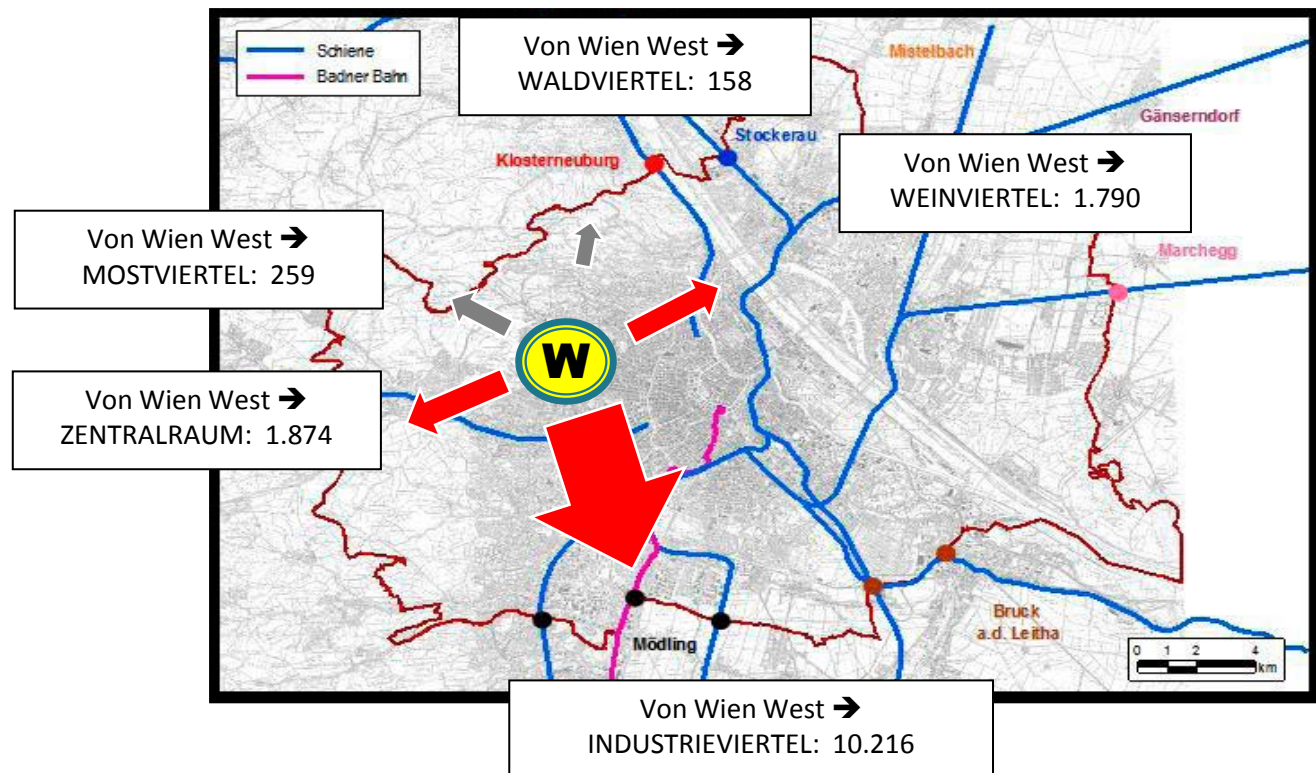 Von Wien West ➔
WALDVIERTEL: 158
Schiene
Badner Bahn
Mistelbach
Gänserndorf
Stockerau
Klosterneuburg
Von Wien West ➔
WEINVIERTEL: 1.790
Von Wien West ➔
MOSTVIERTEL: 259
Marchegg
W
Von Wien West ➔
ZENTRALRAUM: 1.874
Bruck
a.d. Leitha
Mödling
0 1 2 4
km
Von Wien West ➔
INDUSTRIEVIERTEL: 10.216